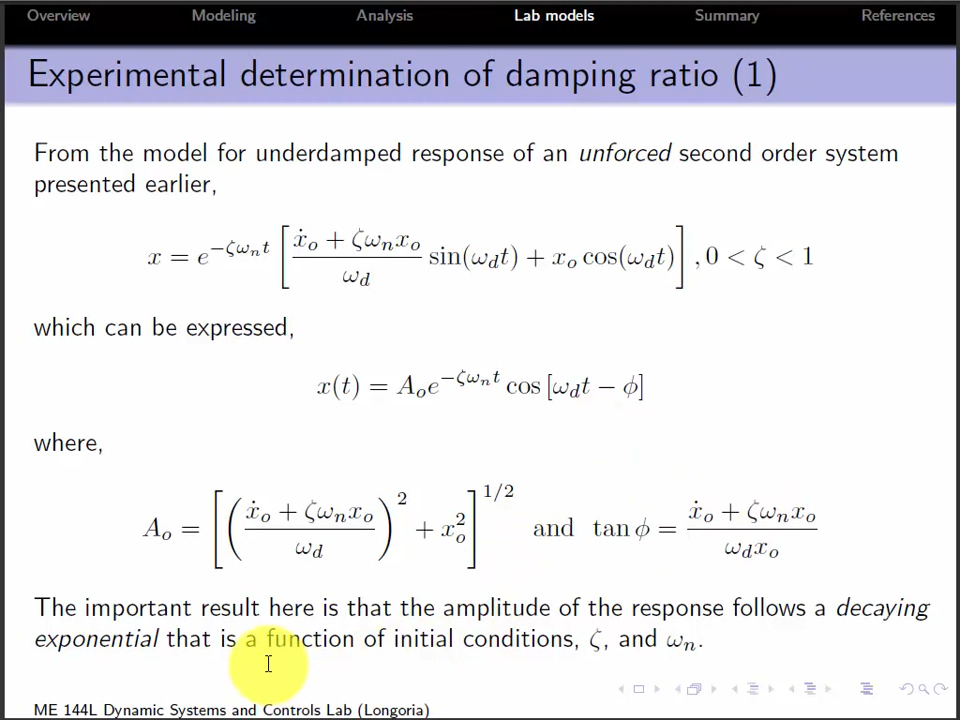 Overview Modeling Analysis Lab models Summary References
Experimental determination of damping ratio (1)
From the model for underdamped response of an unforced second order system
presented earlier,
x = e^{-ζω_n t} [ (ẋ_o + ζω_n x_o)/ω_d sin(ω_d t) + x_o cos(ω_d t) ] , 0 < ζ < 1
which can be expressed,
x(t) = A_o e^{-ζω_n t} cos [ω_d t − φ]
where,
A_o = [ ( (ẋ_o + ζω_n x_o)/ω_d )^2 + x_o^2 ]^{1/2} and tan φ = (ẋ_o + ζω_n x_o)/(ω_d x_o)
The important result here is that the amplitude of the response follows a decaying
exponential that is a function of initial conditions, ζ, and ω_n.
ME 144L Dynamic Systems and Controls Lab (Longoria)